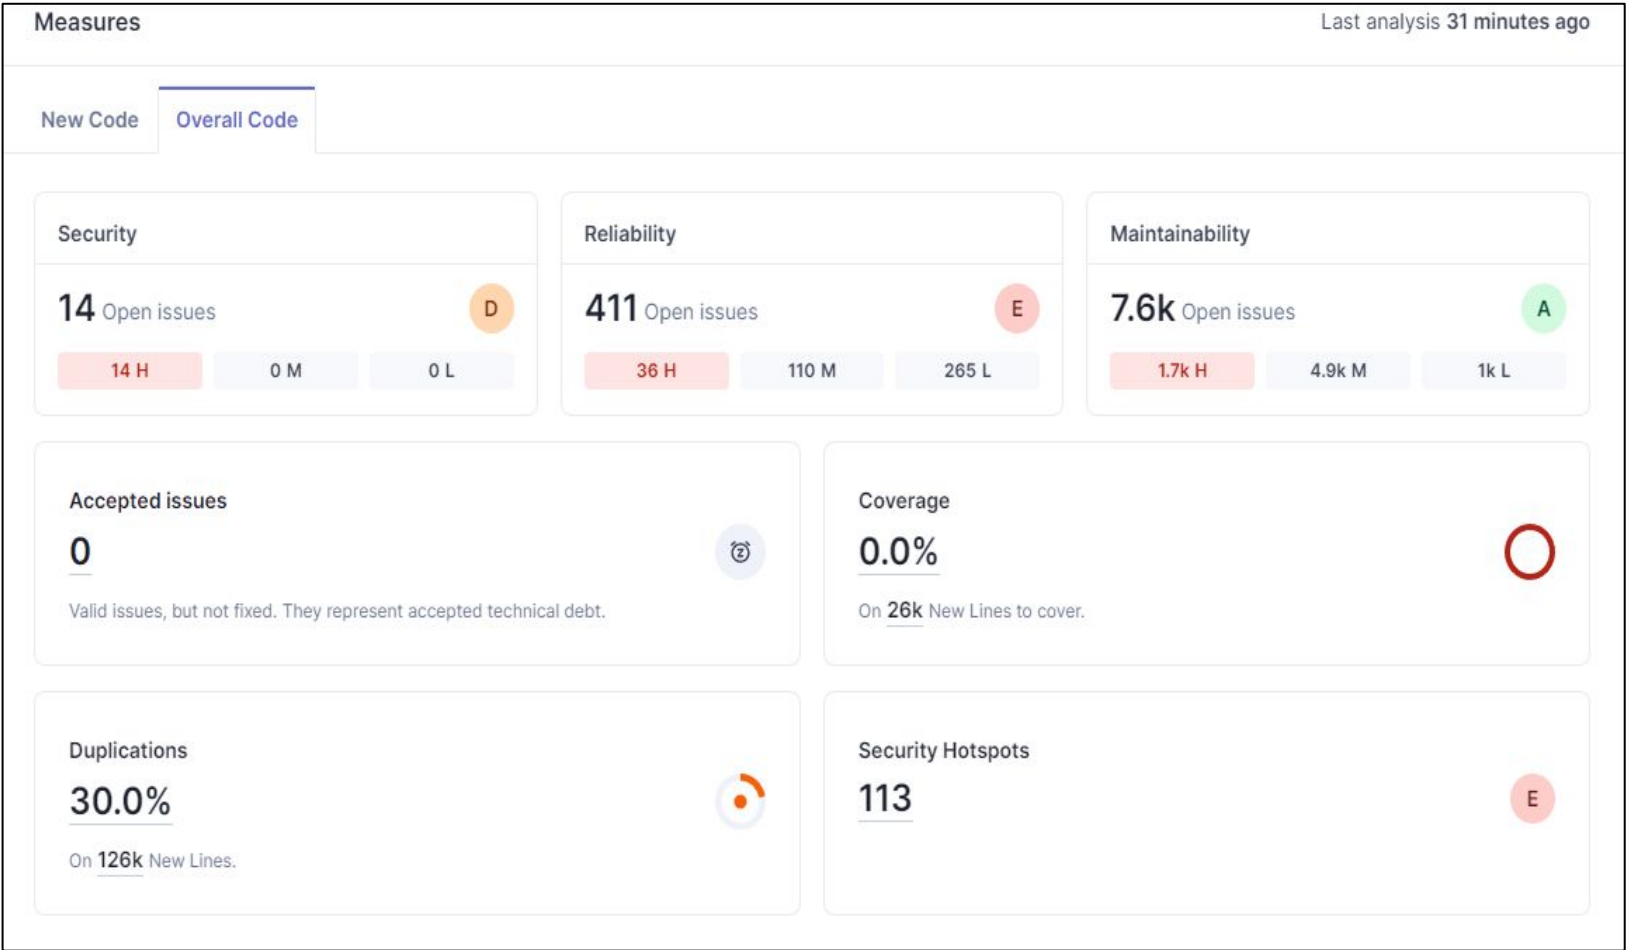 Measures
Last analysis 31 minutes ago
New Code
Overall Code
Security
14 Open issues
D
14 H
0 M
0 L
Reliability
411 Open issues
E
36 H
110 M
265 L
Maintainability
7.6k Open issues
A
1.7k H
4.9k M
1k L
Accepted issues
0
Valid issues, but not fixed. They represent accepted technical debt.
Coverage
0.0%
On 26k New Lines to cover.
Duplications
30.0%
On 126k New Lines.
Security Hotspots
113
E